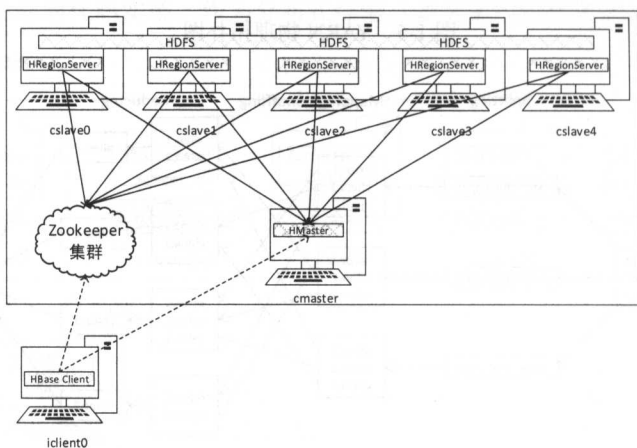 HDFS HDFS HDFS
HRegionServer HRegionServer HRegionServer HRegionServer HRegionServer
cslave0 cslave1 cslave2 cslave3 cslave4
Zookeeper
集群
HMaster
cmaster
HBase Client
iclient0